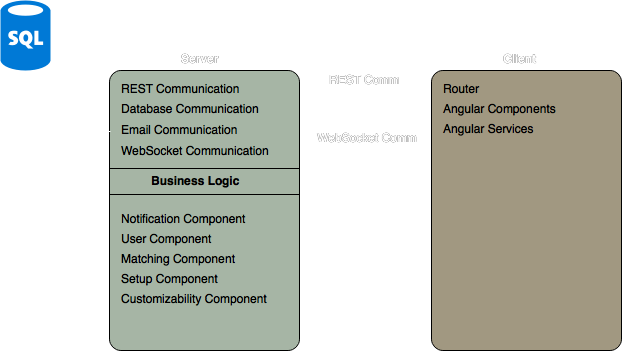 SQL
Server
REST Communication
Database Communication
Email Communication
WebSocket Communication
Business Logic
Notification Component
User Component
Matching Component
Setup Component
Customizability Component
REST Comm
WebSocket Comm
Client
Router
Angular Components
Angular Services